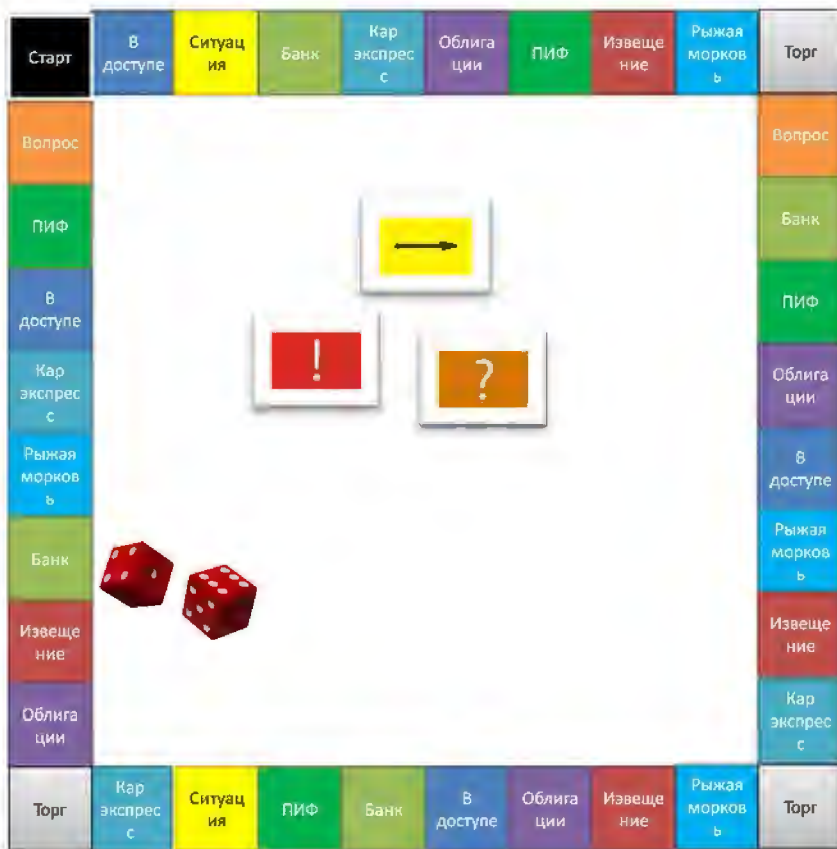 Старт
В
доступе
Ситуац
ия
Банк
Кар
экспрес
с
Облига
ции
ПИФ
Извеще
ние
Рыжая
морков
ь
Торг
Вопрос
Вопрос
ПИФ
Банк
В
доступе
ПИФ
Кар
экспрес
с
Облига
ции
Рыжая
морков
ь
В
доступе
Банк
Рыжая
морков
ь
Извеще
ние
Извеще
ние
Облига
ции
Кар
экспрес
с
!
?
Торг
Кар
экспрес
с
Ситуац
ия
ПИФ
Банк
В
доступе
Облига
ции
Извеще
ние
Рыжая
морков
ь
Торг